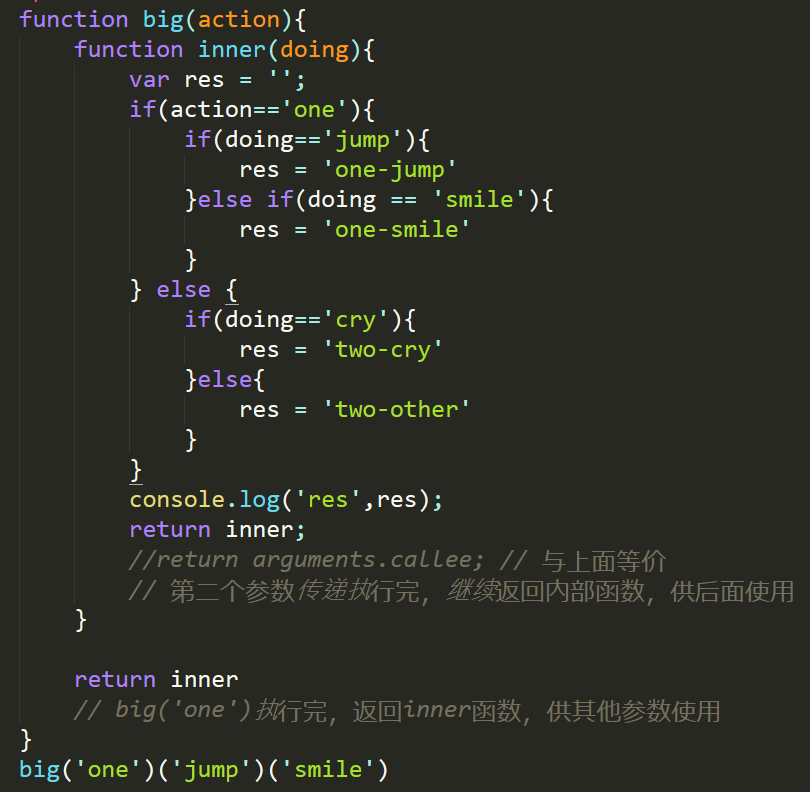 function big(action){
    function inner(doing){
        var res = '';
        if(action=='one'){
            if(doing=='jump'){
                res = 'one-jump'
            }else if(doing == 'smile'){
                res = 'one-smile'
            }
        } else {
            if(doing=='cry'){
                res = 'two-cry'
            }else{
                res = 'two-other'
            }
        }
        console.log('res',res);
        return inner;
        //return arguments.callee; // 与上面等价
        // 第二个参数传递执行完，继续返回内部函数，供后面使用
    }
    return inner
    // big('one')执行完，返回inner函数，供其他参数使用
}
big('one')('jump')('smile')